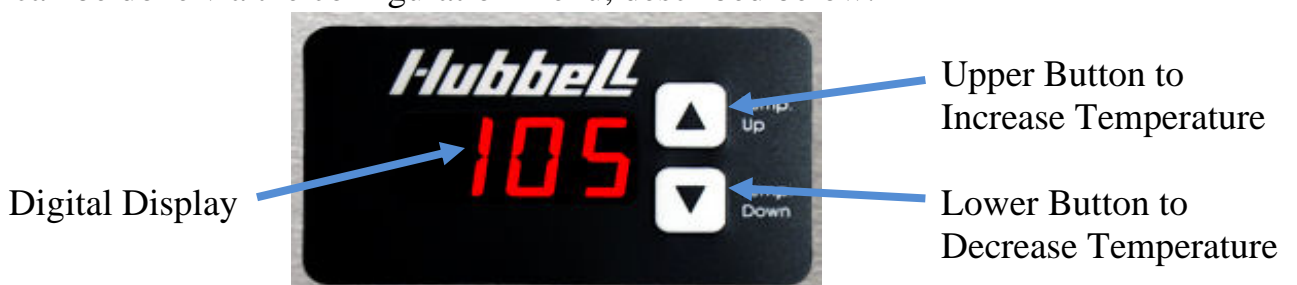 Hubbell
105
Up
Down
Digital Display
Upper Button to
Increase Temperature
Lower Button to
Decrease Temperature